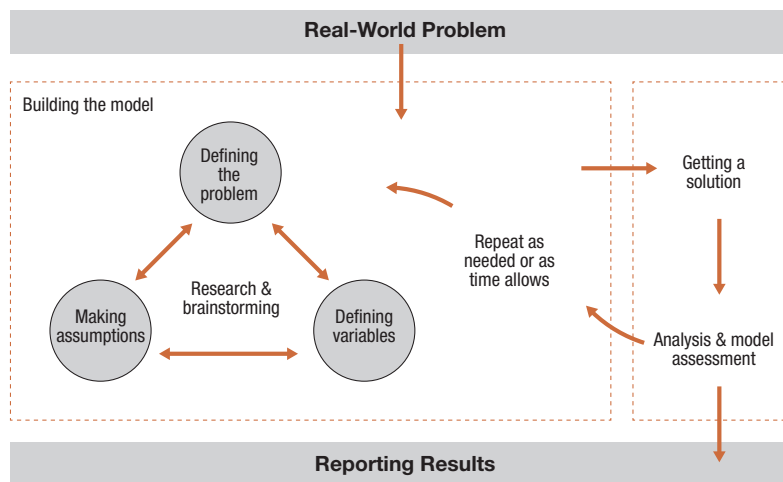 Real-World Problem
Building the model
Defining
the
problem
Getting a
solution
Repeat as
needed or as
time allows
Research &
brainstorming
Making
assumptions
Defining
variables
Analysis & model
assessment
Reporting Results